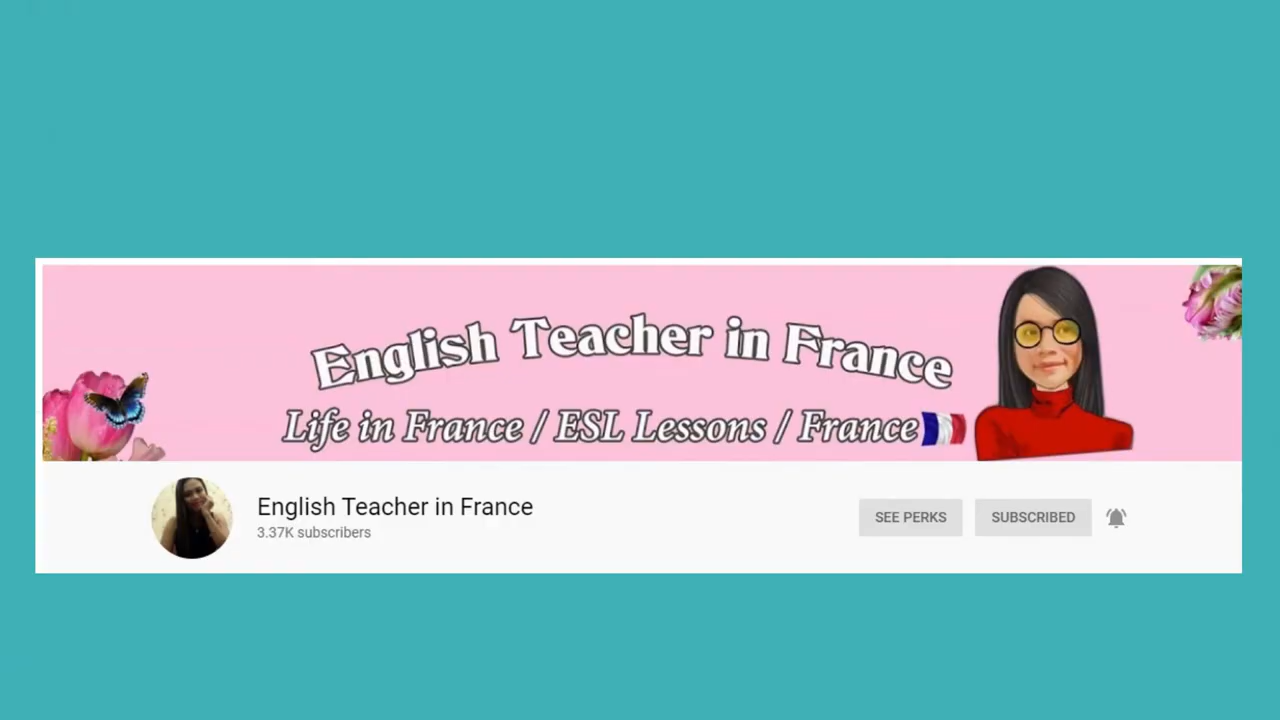 English Teacher in France
Life in France / ESL Lessons / France
English Teacher in France
3.37K subscribers
SEE PERKS
SUBSCRIBED